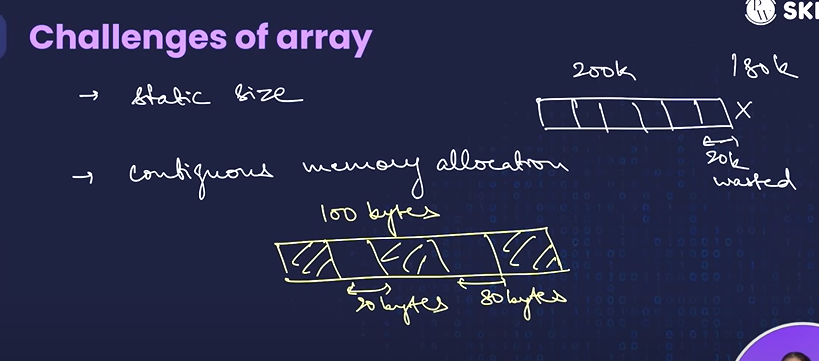 SKI
Challenges of array
→ static size
200k
180k
X
20k
wasted
→ contiguous memory allocation
100 bytes
20 bytes
80 bytes